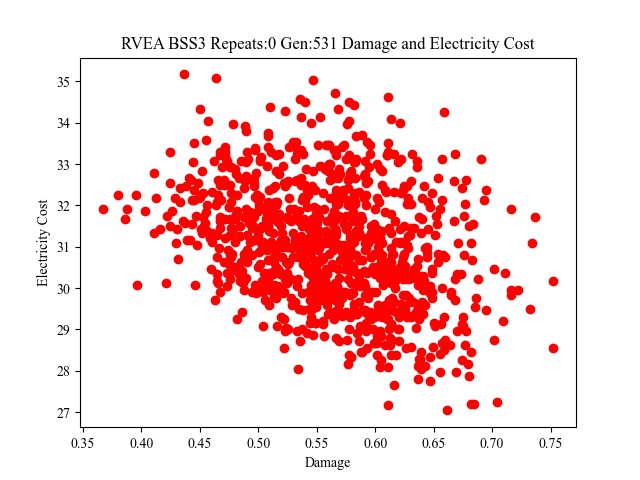 RVEA BSS3 Repeats:0 Gen:531 Damage and Electricity Cost
35
34
33
32
31
30
29
28
27
Electricity Cost
0.35 0.40 0.45 0.50 0.55 0.60 0.65 0.70 0.75
Damage